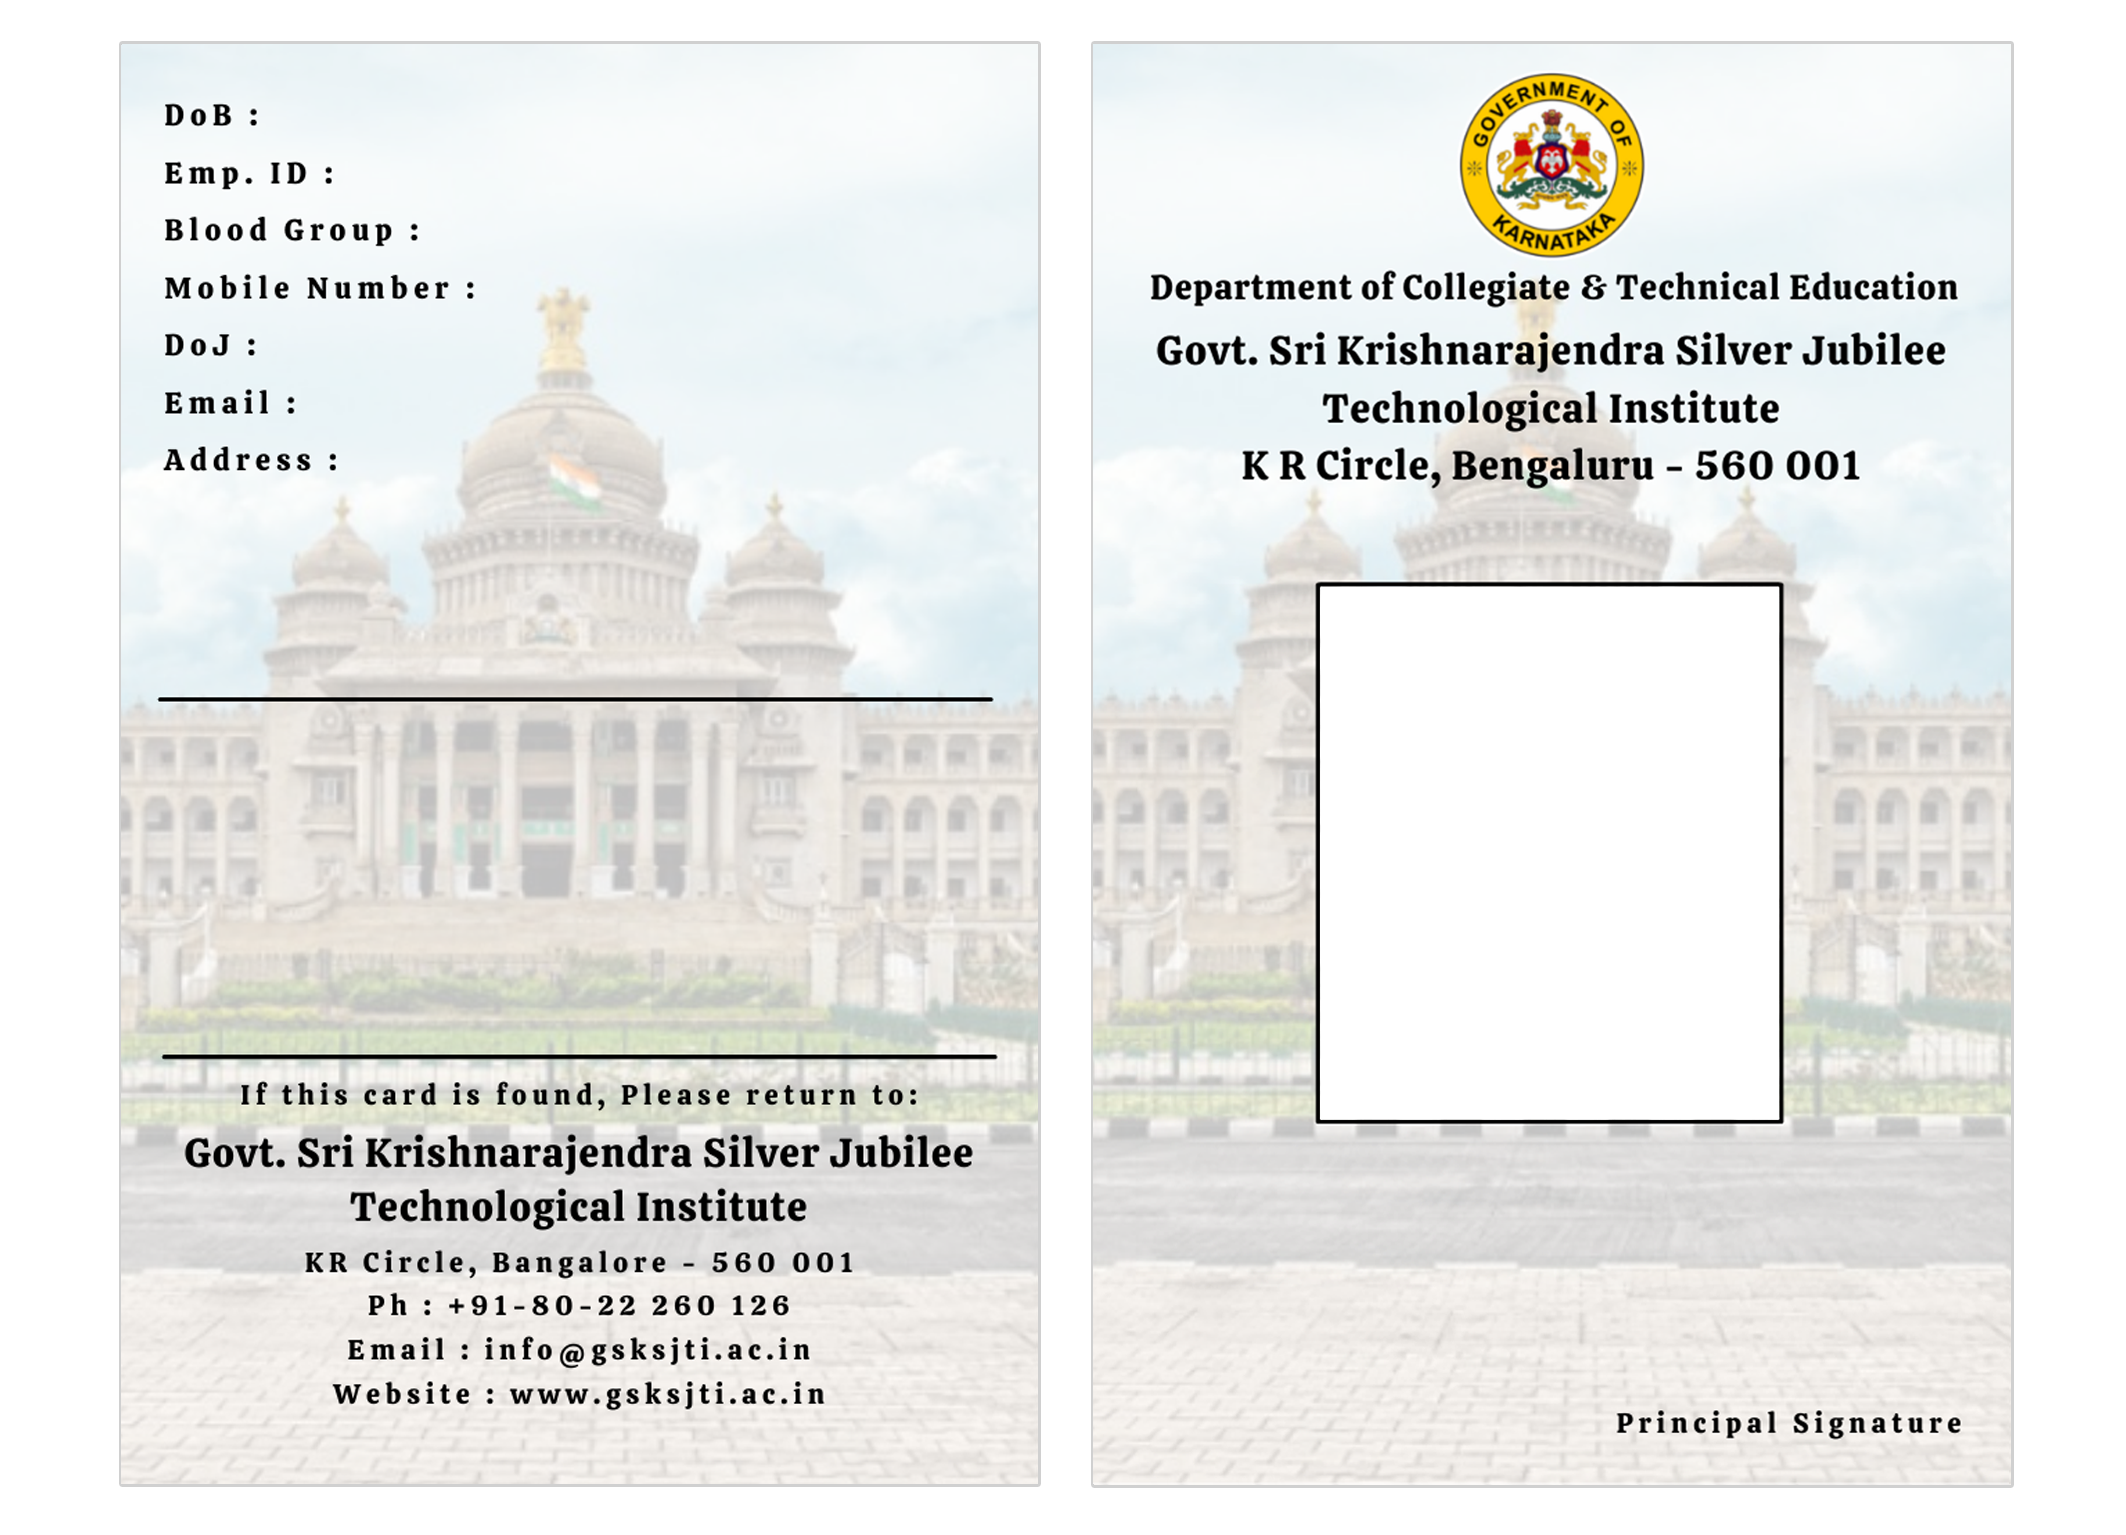 DoB :
Emp. ID :
Blood Group :
Mobile Number :
DoJ :
Email :
Address :
If this card is found, Please return to:
Govt. Sri Krishnarajendra Silver Jubilee
Technological Institute
KR Circle, Bangalore - 560 001
Ph : +91-80-22 260 126
Email : info@gsksjti.ac.in
Website : www.gsksjti.ac.in
GOVERNMENT OF
KARNATAKA
Department of Collegiate & Technical Education
Govt. Sri Krishnarajendra Silver Jubilee
Technological Institute
K R Circle, Bengaluru - 560 001
Principal Signature